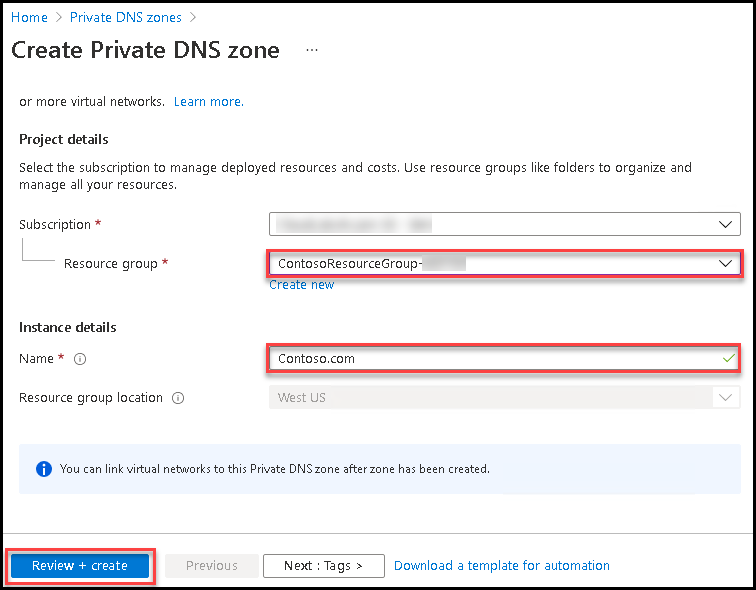 Home > Private DNS zones >
Create Private DNS zone ...
or more virtual networks. Learn more.
Project details
Select the subscription to manage deployed resources and costs. Use resource groups like folders to organize and
manage all your resources.
Subscription *
Resource group * ContosoResourceGroup-
Create new
Instance details
Name * Contoso.com
Resource group location West US
You can link virtual networks to this Private DNS zone after zone has been created.
Review + create Previous Next : Tags > Download a template for automation